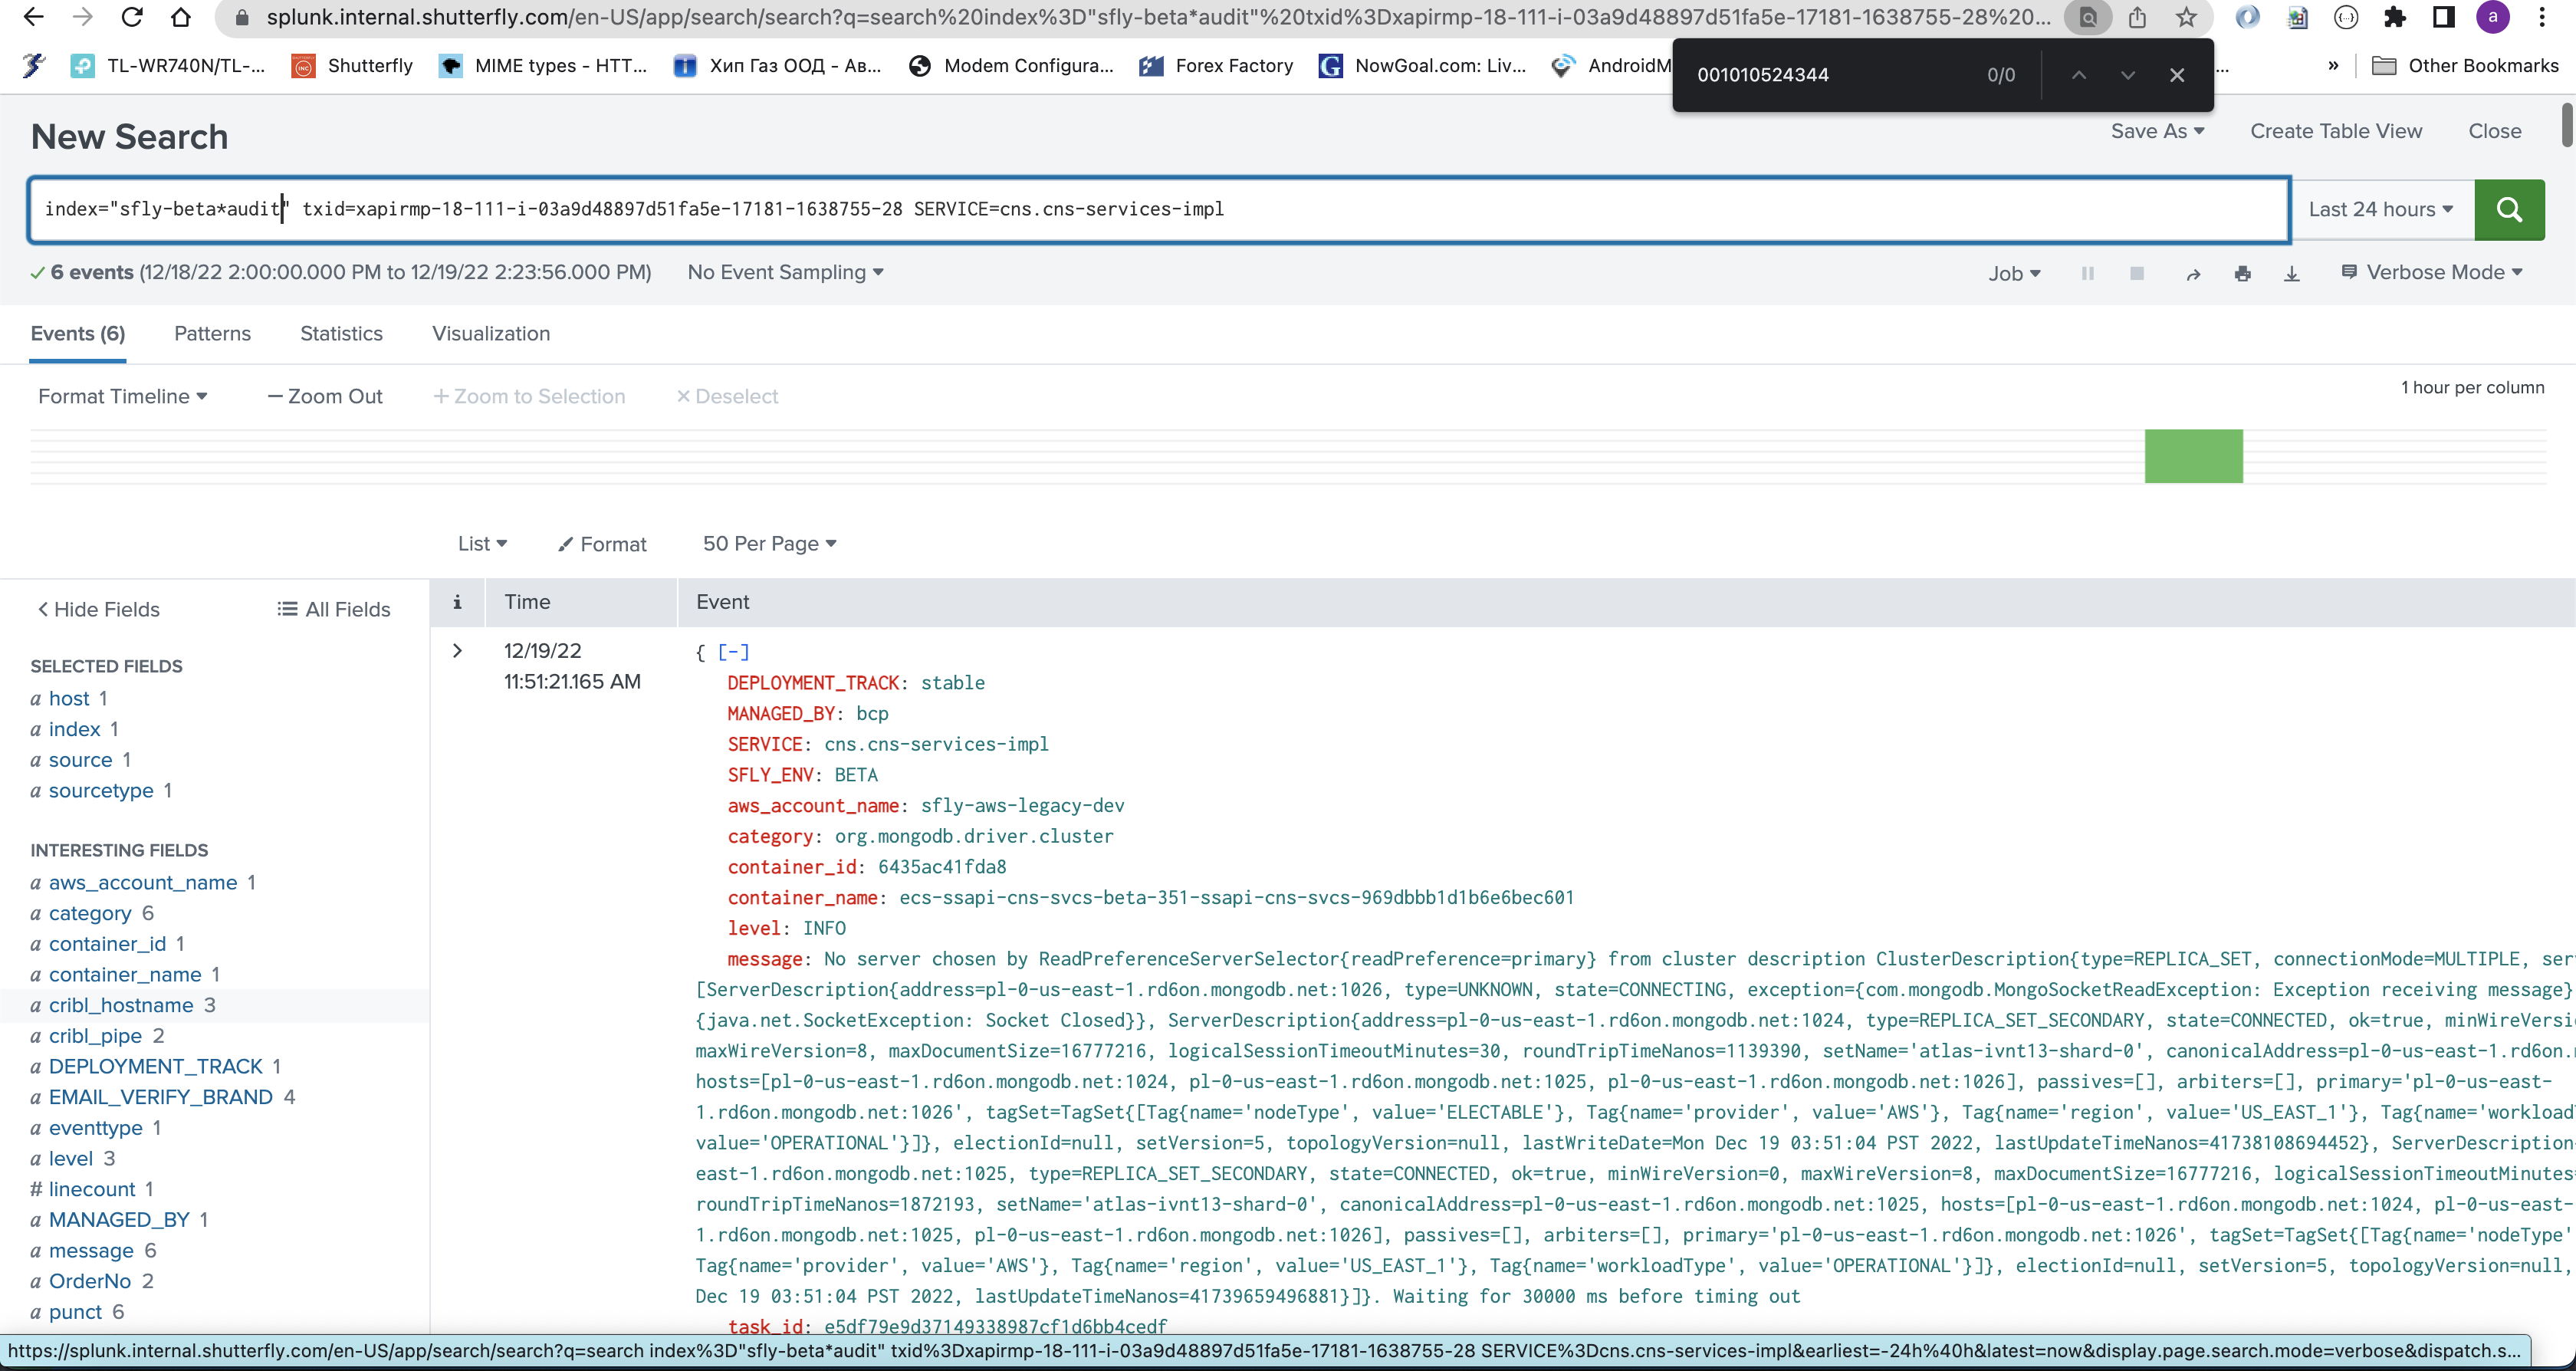 splunk.internal.shutterfly.com/en-US/app/search/search?q=search%20index%3D"sfly-beta*audit"%20txid%3Dxapirmp-18-111-i-03a9d48897d51fa5e-17181-1638755-28%20...
a
TL-WR740N/TL-... Shutterfly MIME types - HTT... Хип Газ ООД - Ав... Modem Configura... Forex Factory NowGoal.com: Liv... AndroidM ... » Other Bookmarks
001010524344 0/0
New Search
Save As Create Table View Close
index="sfly-beta*audit" txid=xapirmp-18-111-i-03a9d48897d51fa5e-17181-1638755-28 SERVICE=cns.cns-services-impl
Last 24 hours
6 events (12/18/22 2:00:00.000 PM to 12/19/22 2:23:56.000 PM) No Event Sampling
Job Verbose Mode
Events (6) Patterns Statistics Visualization
Format Timeline — Zoom Out + Zoom to Selection × Deselect
1 hour per column
List Format 50 Per Page
< Hide Fields All Fields
SELECTED FIELDS
a host 1
a index 1
a source 1
a sourcetype 1
INTERESTING FIELDS
a aws_account_name 1
a category 6
a container_id 1
a container_name 1
a cribl_hostname 3
a cribl_pipe 2
a DEPLOYMENT_TRACK 1
a EMAIL_VERIFY_BRAND 4
a eventtype 1
a level 3
# linecount 1
a MANAGED_BY 1
a message 6
a OrderNo 2
a punct 6
i Time Event
> 12/19/22
11:51:21.165 AM
{ [-]
DEPLOYMENT_TRACK: stable
MANAGED_BY: bcp
SERVICE: cns.cns-services-impl
SFLY_ENV: BETA
aws_account_name: sfly-aws-legacy-dev
category: org.mongodb.driver.cluster
container_id: 6435ac41fda8
container_name: ecs-ssapi-cns-svcs-beta-351-ssapi-cns-svcs-969dbbb1d1b6e6bec601
level: INFO
message: No server chosen by ReadPreferenceServerSelector{readPreference=primary} from cluster description ClusterDescription{type=REPLICA_SET, connectionMode=MULTIPLE, ser
[ServerDescription{address=pl-0-us-east-1.rd6on.mongodb.net:1026, type=UNKNOWN, state=CONNECTING, exception={com.mongodb.MongoSocketReadException: Exception receiving message}
{java.net.SocketException: Socket Closed}}, ServerDescription{address=pl-0-us-east-1.rd6on.mongodb.net:1024, type=REPLICA_SET_SECONDARY, state=CONNECTED, ok=true, minWireVersi
maxWireVersion=8, maxDocumentSize=16777216, logicalSessionTimeoutMinutes=30, roundTripTimeNanos=1139390, setName='atlas-ivnt13-shard-0', canonicalAddress=pl-0-us-east-1.rd6on.
hosts=[pl-0-us-east-1.rd6on.mongodb.net:1024, pl-0-us-east-1.rd6on.mongodb.net:1025, pl-0-us-east-1.rd6on.mongodb.net:1026], passives=[], arbiters=[], primary='pl-0-us-east-
1.rd6on.mongodb.net:1026', tagSet=TagSet{[Tag{name='nodeType', value='ELECTABLE'}, Tag{name='provider', value='AWS'}, Tag{name='region', value='US_EAST_1'}, Tag{name='workload
value='OPERATIONAL'}]}, electionId=null, setVersion=5, topologyVersion=null, lastWriteDate=Mon Dec 19 03:51:04 PST 2022, lastUpdateTimeNanos=41738108694452}, ServerDescription
east-1.rd6on.mongodb.net:1025, type=REPLICA_SET_SECONDARY, state=CONNECTED, ok=true, minWireVersion=0, maxWireVersion=8, maxDocumentSize=16777216, logicalSessionTimeoutMinutes=
roundTripTimeNanos=1872193, setName='atlas-ivnt13-shard-0', canonicalAddress=pl-0-us-east-1.rd6on.mongodb.net:1025, hosts=[pl-0-us-east-1.rd6on.mongodb.net:1024, pl-0-us-east-
1.rd6on.mongodb.net:1025, pl-0-us-east-1.rd6on.mongodb.net:1026], passives=[], arbiters=[], primary='pl-0-us-east-1.rd6on.mongodb.net:1026', tagSet=TagSet{[Tag{name='nodeType'
Tag{name='provider', value='AWS'}, Tag{name='region', value='US_EAST_1'}, Tag{name='workloadType', value='OPERATIONAL'}]}, electionId=null, setVersion=5, topologyVersion=null,
Dec 19 03:51:04 PST 2022, lastUpdateTimeNanos=41739659496881}]}. Waiting for 30000 ms before timing out
task_id: e5df79e9d37149338987cf1d6bb4cedf
https://splunk.internal.shutterfly.com/en-US/app/search/search?q=search index%3D"sfly-beta*audit" txid%3Dxapirmp-18-111-i-03a9d48897d51fa5e-17181-1638755-28 SERVICE%3Dcns.cns-services-impl&earliest=-24h%40h&latest=now&display.page.search.mode=verbose&dispatch.s...